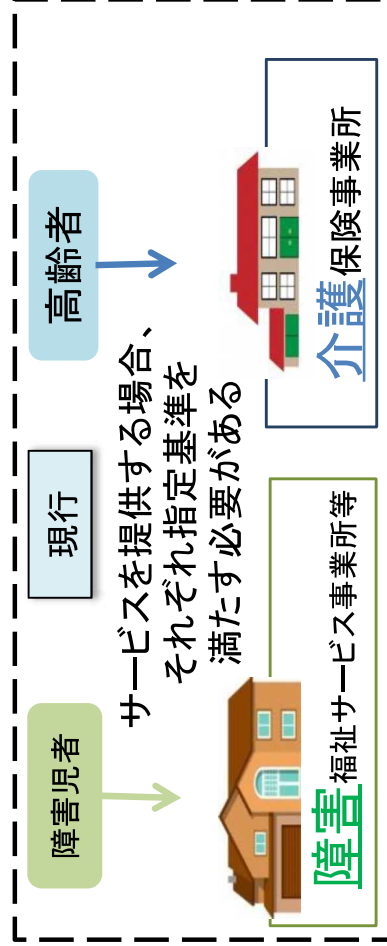 現行
障害児者
高齢者
サービスを提供する場合、
それぞれ指定基準を
満たす必要がある
障害福祉サービス事業所等
介護保険事業所